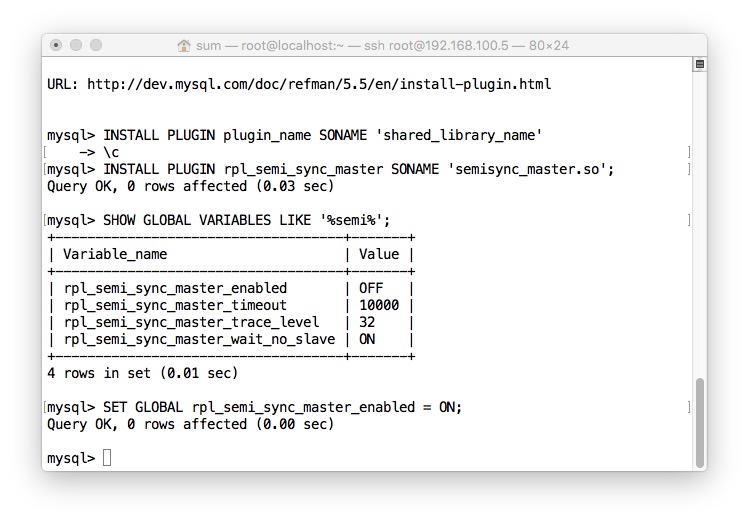 sum — root@localhost:~ — ssh root@192.168.100.5 — 80×24
URL: http://dev.mysql.com/doc/refman/5.5/en/install-plugin.html
mysql> INSTALL PLUGIN plugin_name SONAME 'shared_library_name'
[    -> \c ]
[mysql> INSTALL PLUGIN rpl_semi_sync_master SONAME 'semisync_master.so'; ]
Query OK, 0 rows affected (0.03 sec)
[mysql> SHOW GLOBAL VARIABLES LIKE '%semi%'; ]
+------------------------------------+-------+
| Variable_name                      | Value |
+------------------------------------+-------+
| rpl_semi_sync_master_enabled       | OFF   |
| rpl_semi_sync_master_timeout       | 10000 |
| rpl_semi_sync_master_trace_level   | 32    |
| rpl_semi_sync_master_wait_no_slave | ON    |
+------------------------------------+-------+
4 rows in set (0.01 sec)
[mysql> SET GLOBAL rpl_semi_sync_master_enabled = ON; ]
Query OK, 0 rows affected (0.00 sec)
mysql>